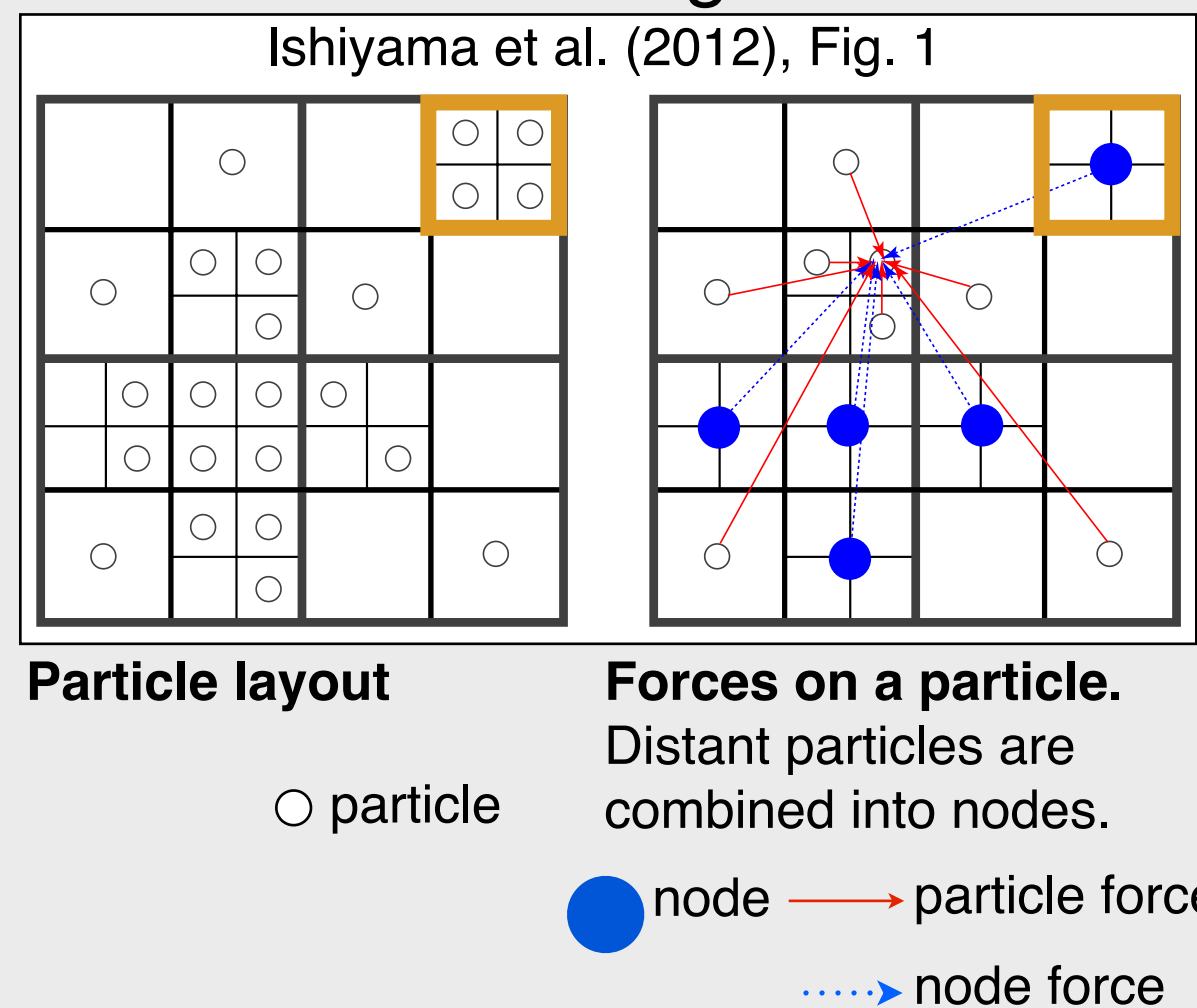 Ishiyama et al. (2012), Fig. 1
Particle layout
particle
Forces on a particle.
Distant particles are
combined into nodes.
node
particle force
node force